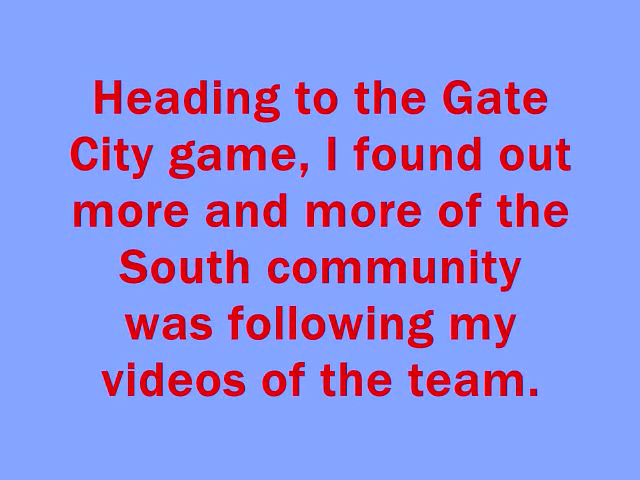 Heading to the Gate
City game, I found out
more and more of the
South community
was following my
videos of the team.